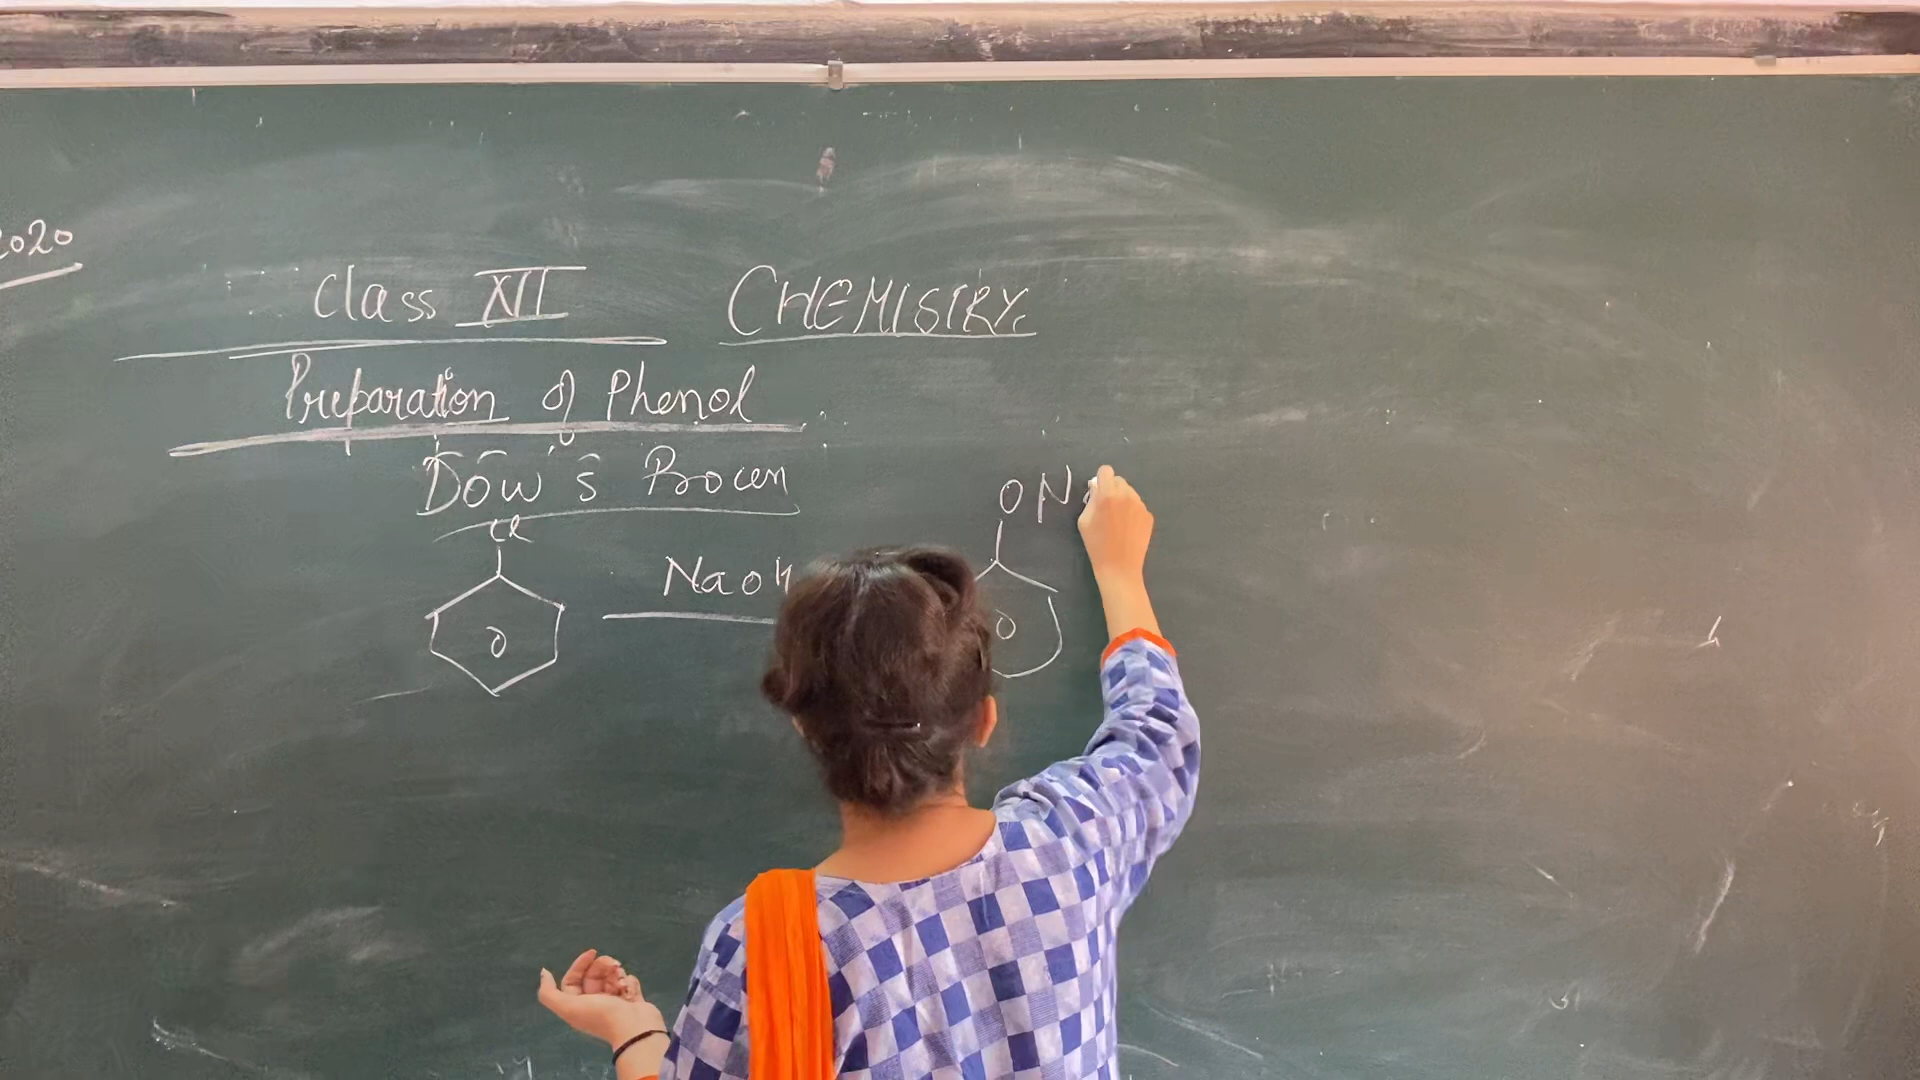 2020
Class XII CHEMISTRY
Preparation of Phenol
Dow's Process
Cl
NaOH
ONa